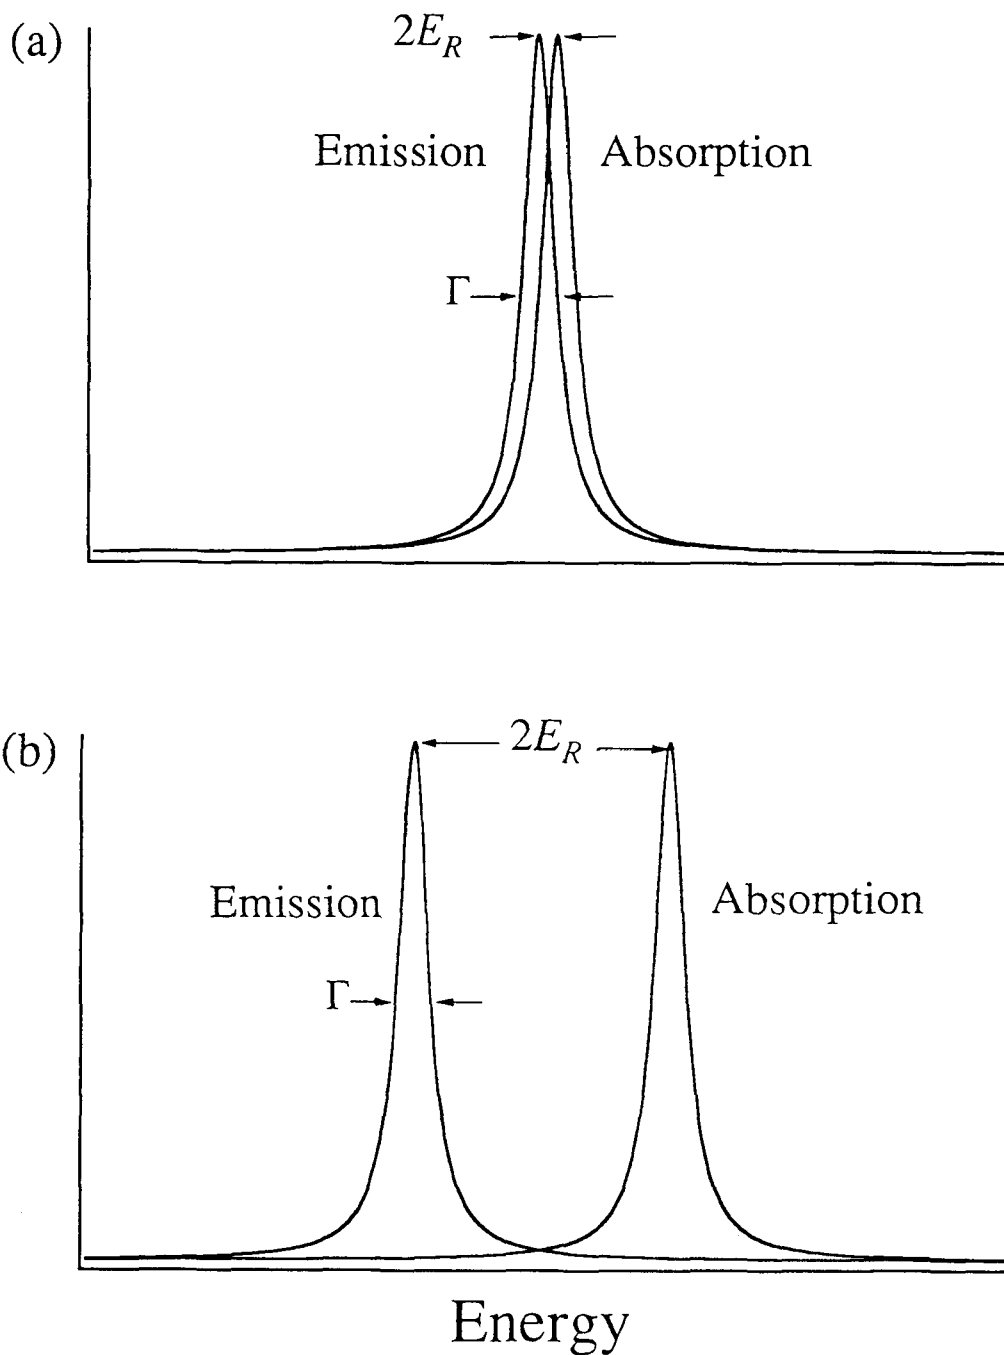 (a)
2E_R
Emission Absorption
Γ
(b)
2E_R
Emission Absorption
Γ
Energy